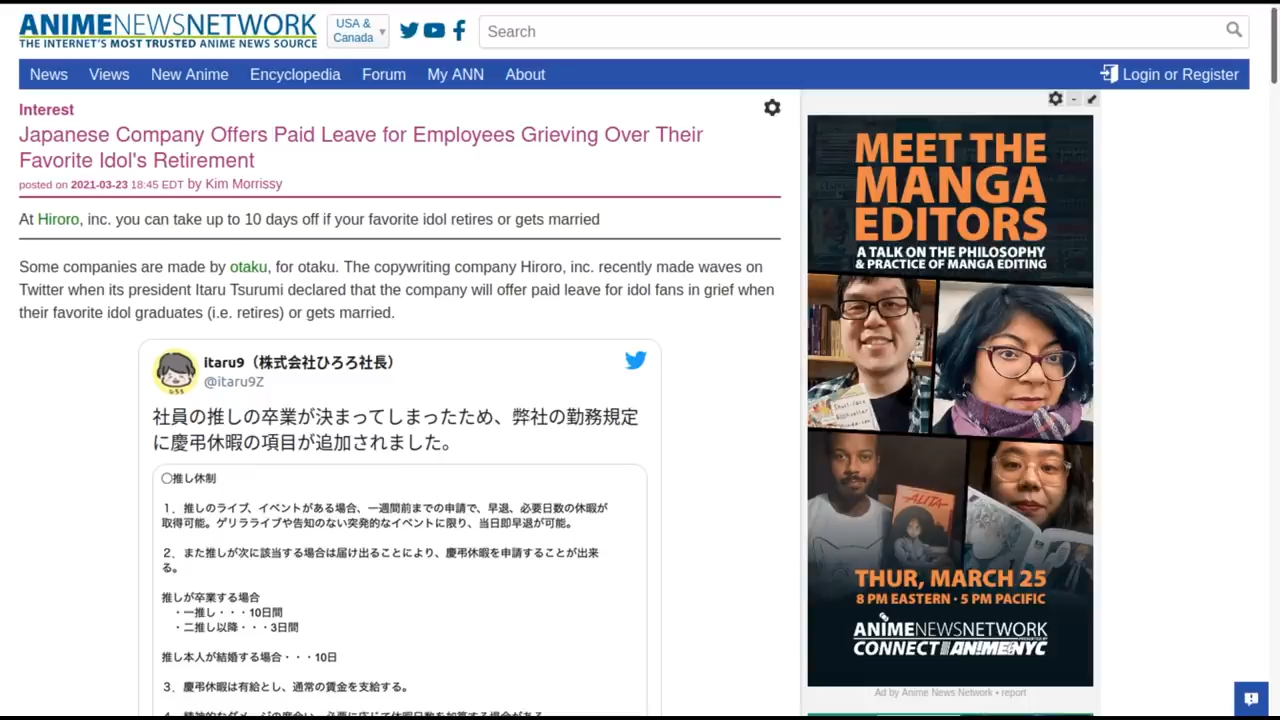 ANIMENEWSNETWORK
THE INTERNET'S MOST TRUSTED ANIME NEWS SOURCE
USA &
Canada
Search
News
Views
New Anime
Encyclopedia
Forum
My ANN
About
Login or Register
Interest
Japanese Company Offers Paid Leave for Employees Grieving Over Their
Favorite Idol's Retirement
posted on 2021-03-23 18:45 EDT by Kim Morrissy
At Hiroro, inc. you can take up to 10 days off if your favorite idol retires or gets married
Some companies are made by otaku, for otaku. The copywriting company Hiroro, inc. recently made waves on
Twitter when its president Itaru Tsurumi declared that the company will offer paid leave for idol fans in grief when
their favorite idol graduates (i.e. retires) or gets married.
itaru9（株式会社ひろろ社長）
@itaru9Z
社員の推しの卒業が決まってしまったため、弊社の勤務規定
に慶弔休暇の項目が追加されました。
〇推し休制
１．推しのライブ、イベントがある場合、一週間前までの申請で、早退、必要日数の休暇が
取得可能。ゲリラライブや告知のない突発的なイベントに限り、当日即早退が可能。
２．また推しが次に該当する場合は届け出ることにより、慶弔休暇を申請することが出来
る。
推しが卒業する場合
・一推し・・・10日間
・二推し以降・・・3日間
推し本人が結婚する場合・・・10日
３．慶弔休暇は有給とし、通常の賃金を支給する。
MEET THE
MANGA
EDITORS
A TALK ON THE PHILOSOPHY
& PRACTICE OF MANGA EDITING
ALITA
THUR, MARCH 25
8 PM EASTERN • 5 PM PACIFIC
ANIMENEWSNETWORK
CONNECT
PRESENTED BY
ANIME NYC
Ad by Anime News Network • report